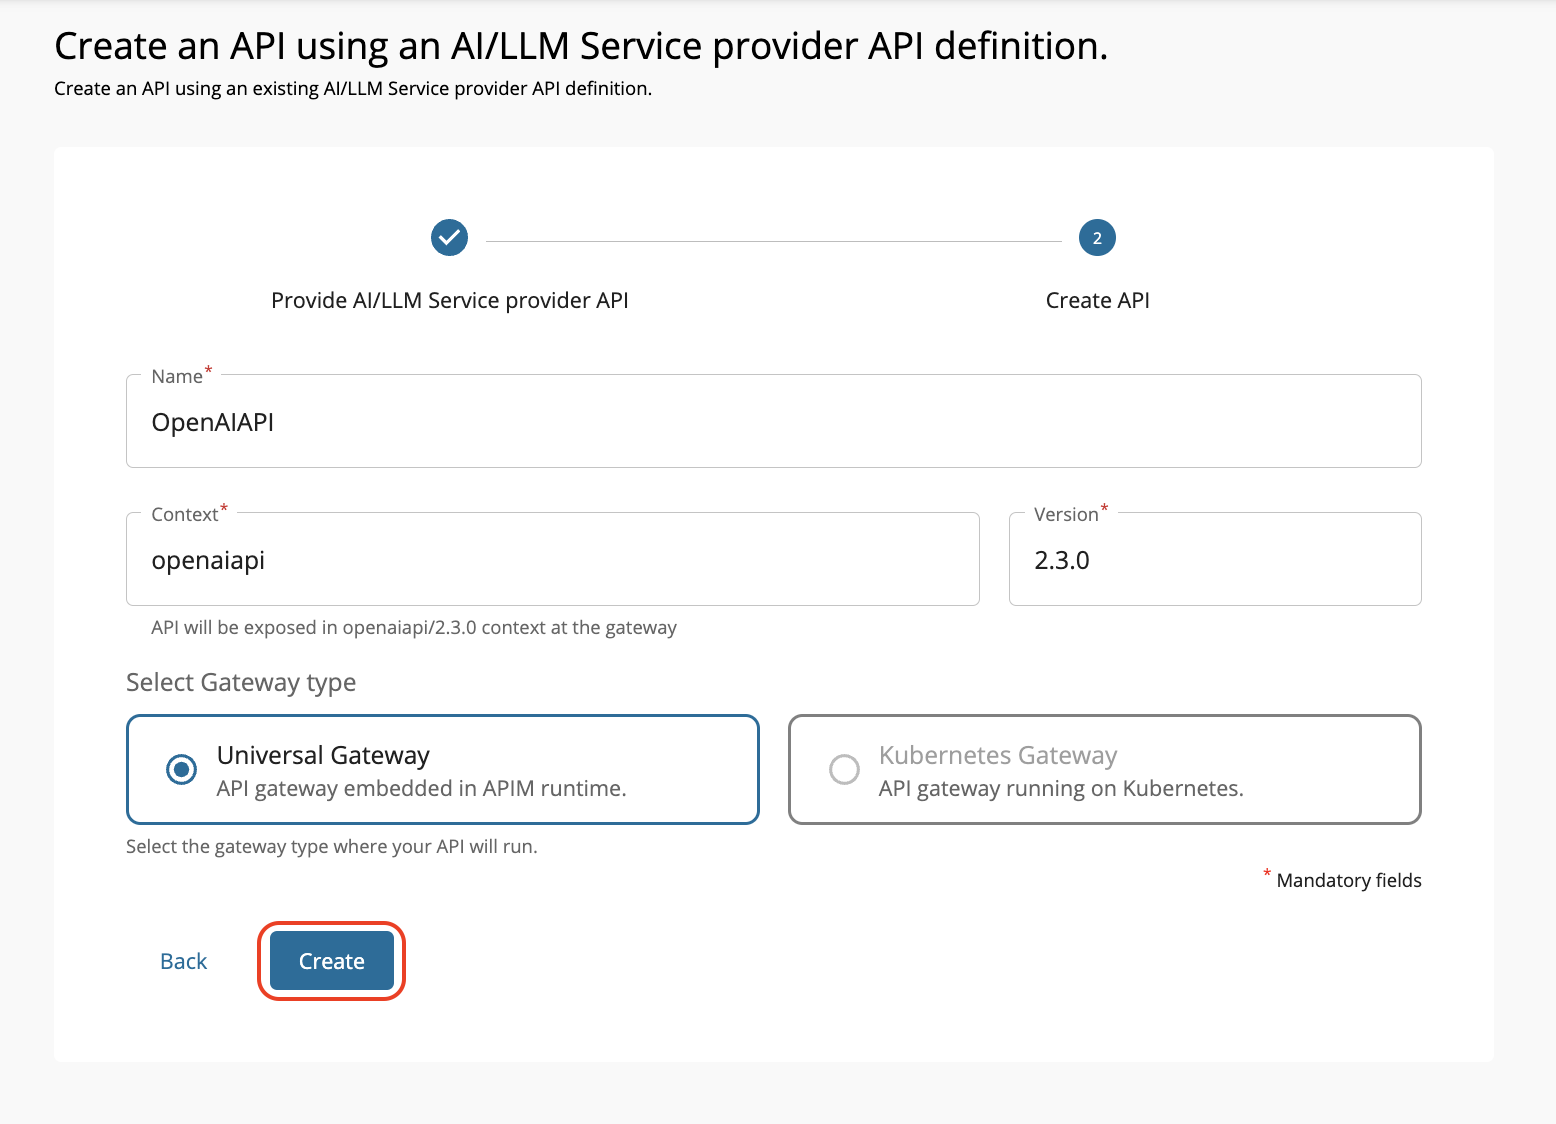 Create an API using an AI/LLM Service provider API definition.
Create an API using an existing AI/LLM Service provider API definition.
2
Provide AI/LLM Service provider API
Create API
Name*
OpenAIAPI
Context*
Version*
openaiapi
2.3.0
API will be exposed in openaiapi/2.3.0 context at the gateway
Select Gateway type
Universal Gateway
API gateway embedded in APIM runtime.
Kubernetes Gateway
API gateway running on Kubernetes.
Select the gateway type where your API will run.
* Mandatory fields
Back
Create